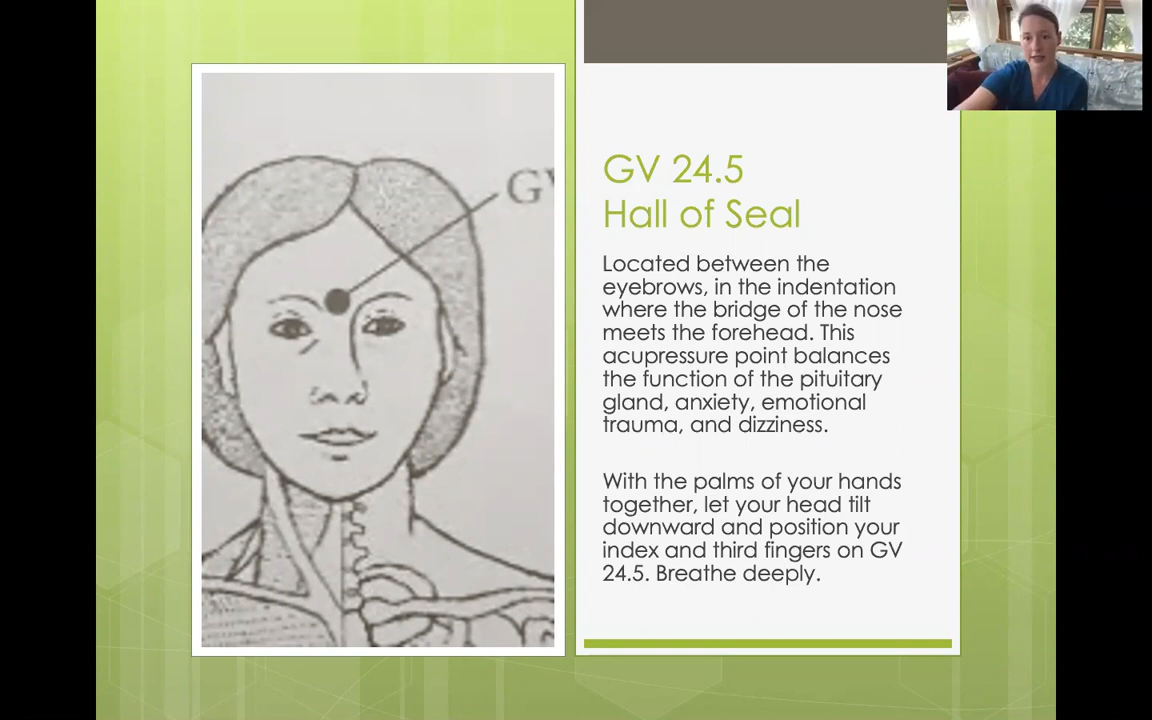 GV 24.5
Hall of Seal
Located between the
eyebrows, in the indentation
where the bridge of the nose
meets the forehead. This
acupressure point balances
the function of the pituitary
gland, anxiety, emotional
trauma, and dizziness.
With the palms of your hands
together, let your head tilt
downward and position your
index and third fingers on GV
24.5. Breathe deeply.